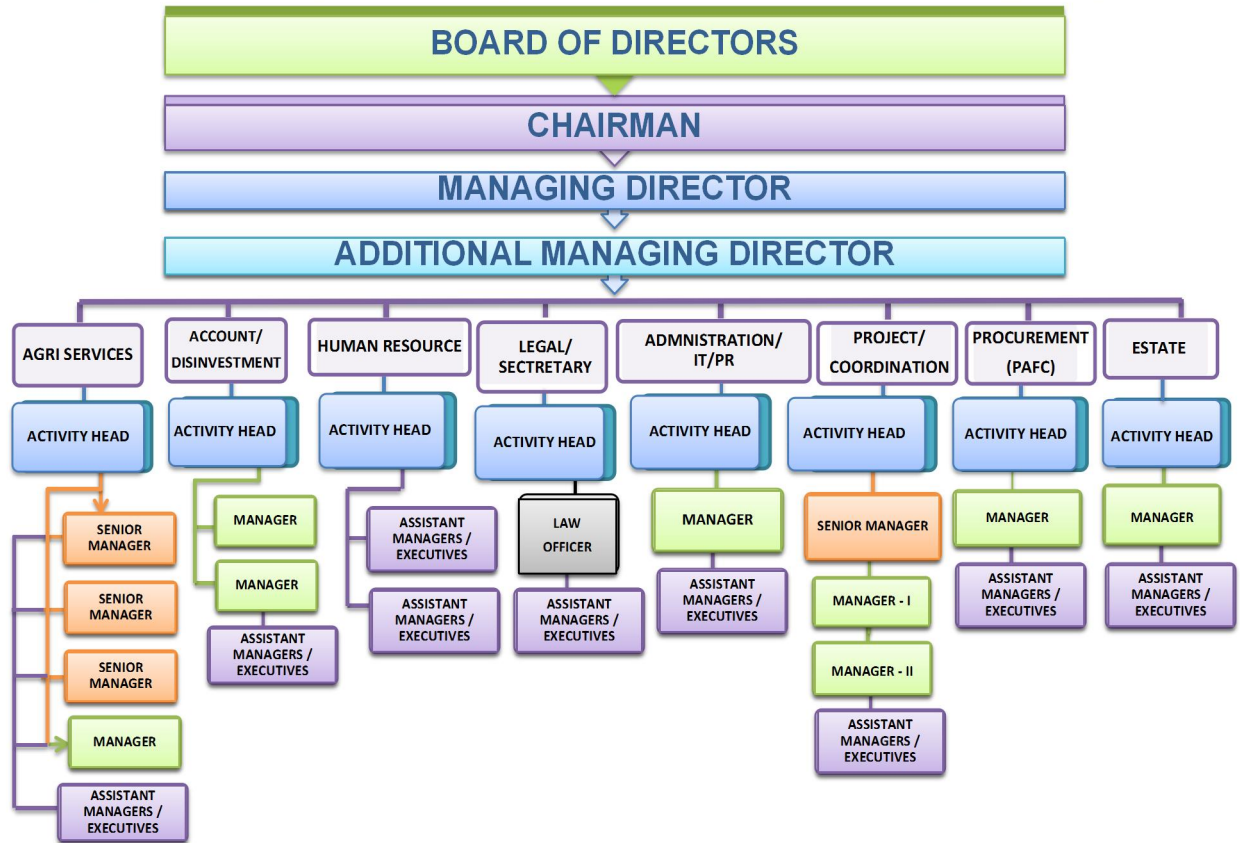 BOARD OF DIRECTORS
CHAIRMAN
MANAGING DIRECTOR
ADDITIONAL MANAGING DIRECTOR
AGRI SERVICES
ACTIVITY HEAD
SENIOR
MANAGER
SENIOR
MANAGER
SENIOR
MANAGER
MANAGER
ASSISTANT
MANAGERS /
EXECUTIVES
ACCOUNT/
DISINVESTMENT
ACTIVITY HEAD
MANAGER
MANAGER
ASSISTANT
MANAGERS /
EXECUTIVES
HUMAN RESOURCE
ACTIVITY HEAD
ASSISTANT
MANAGERS /
EXECUTIVES
ASSISTANT
MANAGERS /
EXECUTIVES
LEGAL/
SECTRETARY
ACTIVITY HEAD
LAW
OFFICER
ASSISTANT
MANAGERS /
EXECUTIVES
ADMNISTRATION/
IT/PR
ACTIVITY HEAD
MANAGER
ASSISTANT
MANAGERS /
EXECUTIVES
PROJECT/
COORDINATION
ACTIVITY HEAD
SENIOR MANAGER
MANAGER - I
MANAGER - II
ASSISTANT
MANAGERS /
EXECUTIVES
PROCUREMENT
(PAFC)
ACTIVITY HEAD
MANAGER
ASSISTANT
MANAGERS /
EXECUTIVES
ESTATE
ACTIVITY HEAD
MANAGER
ASSISTANT
MANAGERS /
EXECUTIVES